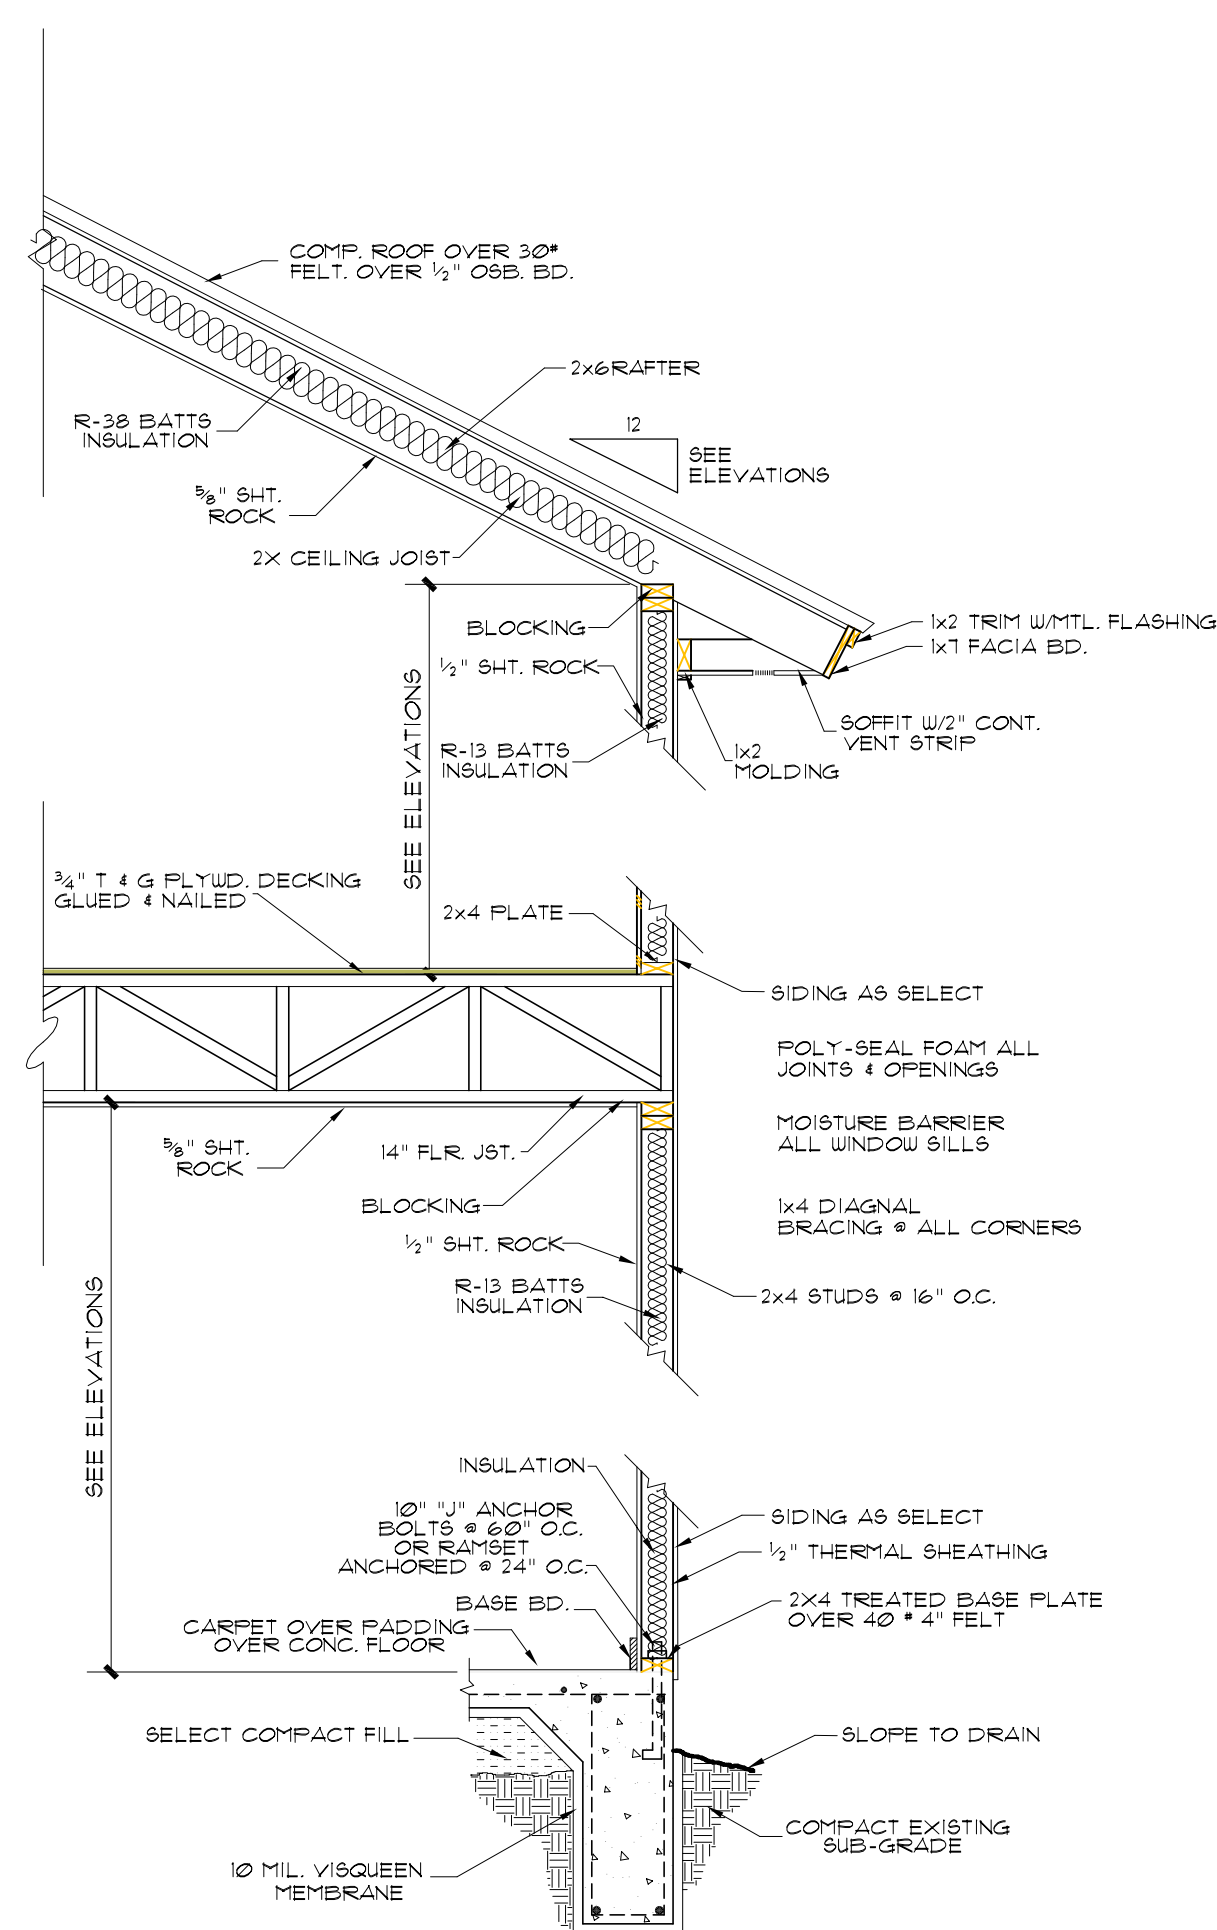 COMP. ROOF OVER 30#
FELT. OVER ½" OSB. BD.
2x6RAFTER
R-38 BATTS
INSULATION
12
SEE
ELEVATIONS
⅝" SHT.
ROCK
2X CEILING JOIST
BLOCKING
1x2 TRIM W/MTL. FLASHING
1x7 FACIA BD.
½" SHT. ROCK
SEE ELEVATIONS
SOFFIT W/2" CONT.
VENT STRIP
R-13 BATTS
INSULATION
1x2
MOLDING
¾" T & G PLYWD. DECKING
GLUED & NAILED
2x4 PLATE
SIDING AS SELECT
POLY-SEAL FOAM ALL
JOINTS & OPENINGS
MOISTURE BARRIER
ALL WINDOW SILLS
⅝" SHT.
ROCK
14" FLR. JST.
BLOCKING
1x4 DIAGNAL
BRACING @ ALL CORNERS
½" SHT. ROCK
R-13 BATTS
INSULATION
2x4 STUDS @ 16" O.C.
SEE ELEVATIONS
INSULATION
10" "J" ANCHOR
BOLTS @ 60" O.C.
OR RAMSET
ANCHORED @ 24" O.C.
SIDING AS SELECT
½" THERMAL SHEATHING
BASE BD.
2X4 TREATED BASE PLATE
OVER 40 # 4" FELT
CARPET OVER PADDING
OVER CONC. FLOOR
SELECT COMPACT FILL
SLOPE TO DRAIN
COMPACT EXISTING
SUB-GRADE
10 MIL. VISQUEEN
MEMBRANE